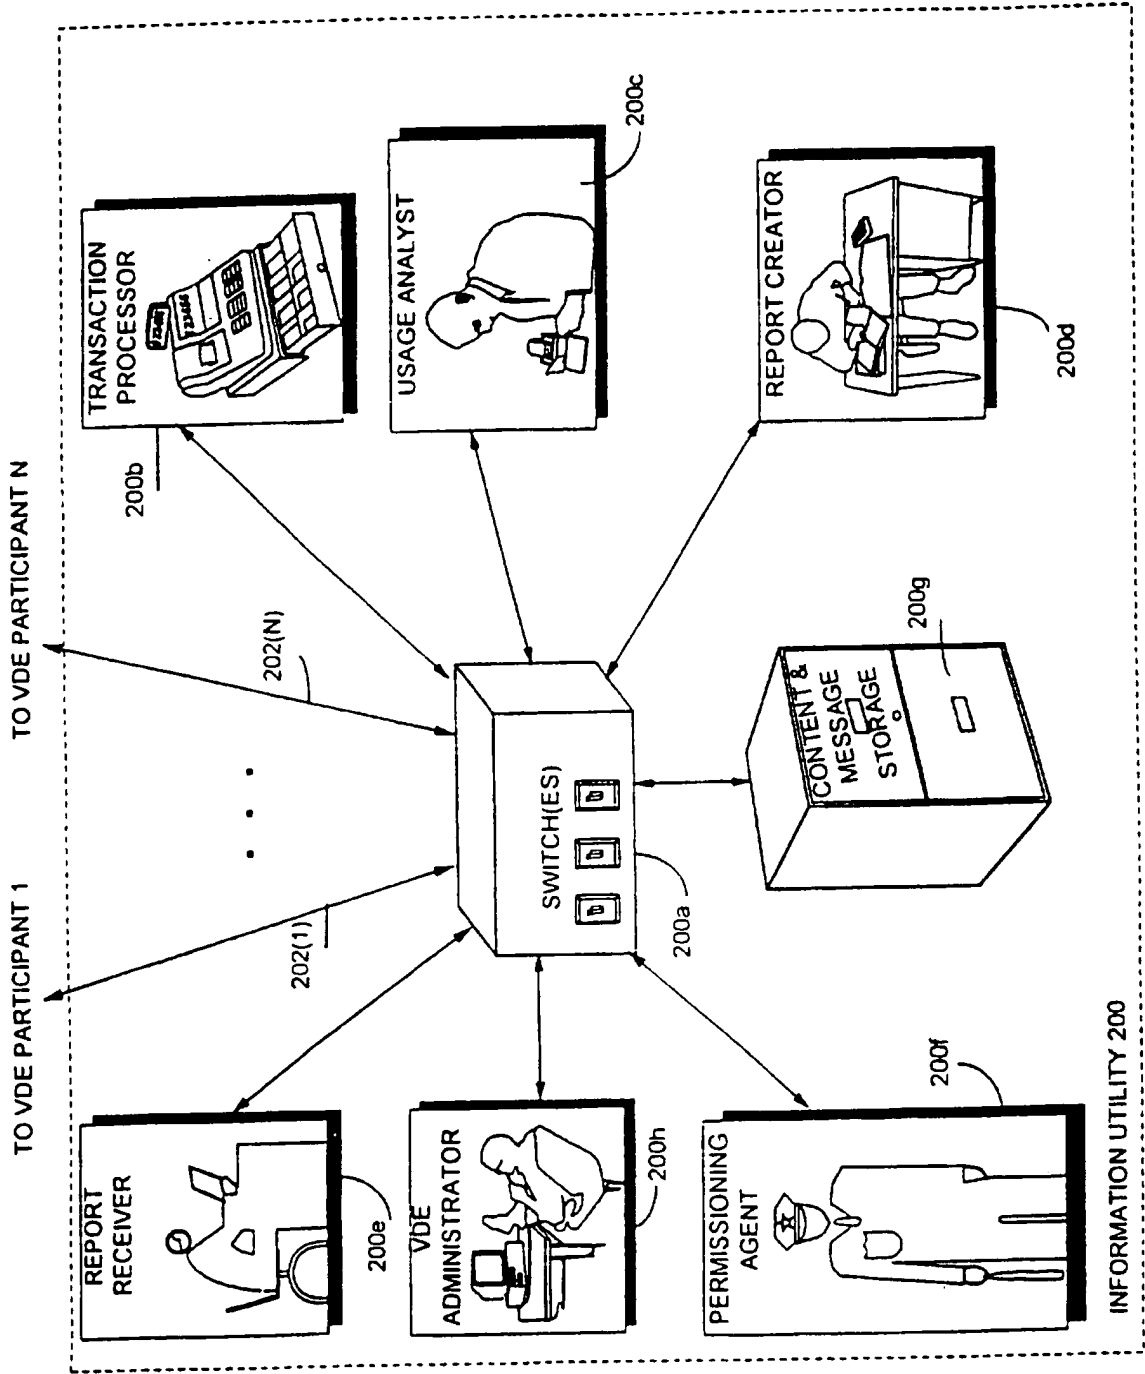 TO VDE PARTICIPANT 1
TO VDE PARTICIPANT N
REPORT
RECEIVER
200e
202(1)
. . .
202(N)
200b
TRANSACTION
PROCESSOR
VDE
ADMINISTRATOR
200h
SWITCH(ES)
200a
USAGE ANALYST
200c
PERMISSIONING
AGENT
200f
CONTENT &
MESSAGE
STORAGE
200g
REPORT CREATOR
200d
INFORMATION UTILITY 200